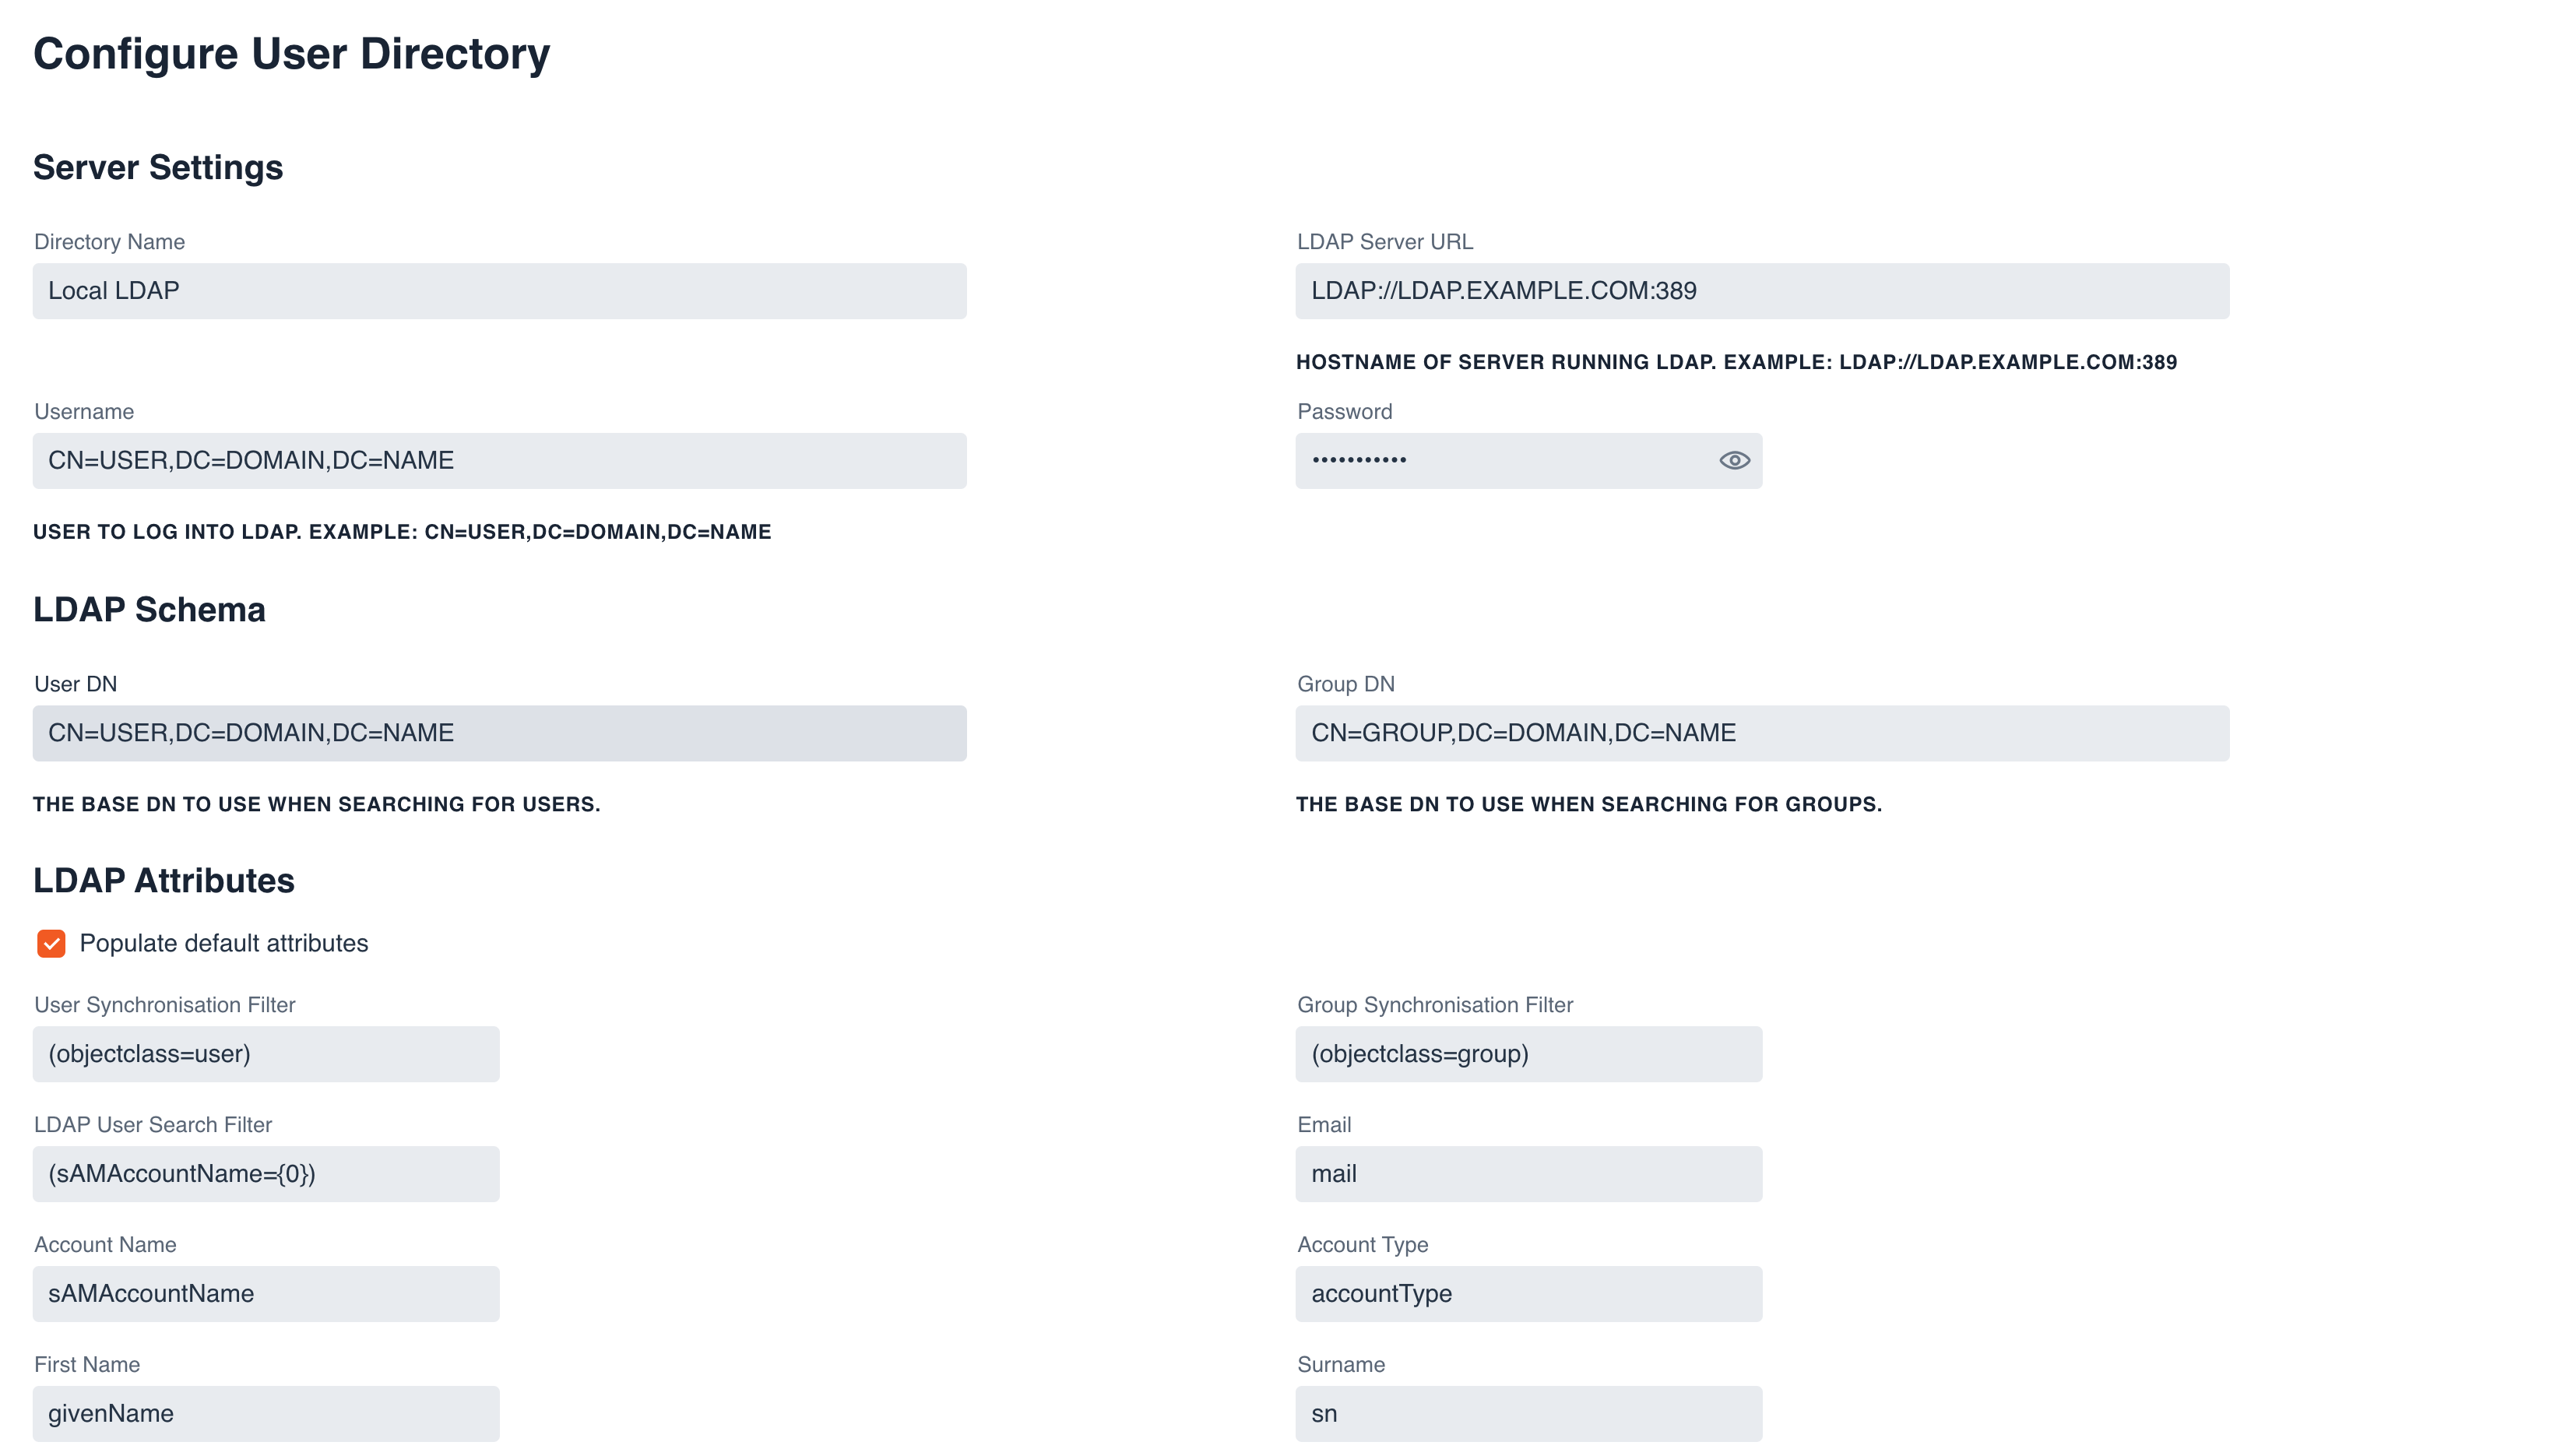 Configure User Directory
Server Settings
Directory Name
Local LDAP
LDAP Server URL
LDAP://LDAP.EXAMPLE.COM:389
HOSTNAME OF SERVER RUNNING LDAP. EXAMPLE: LDAP://LDAP.EXAMPLE.COM:389
Username
CN=USER,DC=DOMAIN,DC=NAME
USER TO LOG INTO LDAP. EXAMPLE: CN=USER,DC=DOMAIN,DC=NAME
Password
•••••••••••
LDAP Schema
User DN
CN=USER,DC=DOMAIN,DC=NAME
THE BASE DN TO USE WHEN SEARCHING FOR USERS.
Group DN
CN=GROUP,DC=DOMAIN,DC=NAME
THE BASE DN TO USE WHEN SEARCHING FOR GROUPS.
LDAP Attributes
Populate default attributes
User Synchronisation Filter
(objectclass=user)
Group Synchronisation Filter
(objectclass=group)
LDAP User Search Filter
(sAMAccountName={0})
Email
mail
Account Name
sAMAccountName
Account Type
accountType
First Name
givenName
Surname
sn